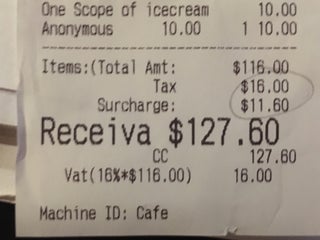 One Scope of icecream 10.00
Anonymous 10.00 1 10.00
Items:(Total Amt: $116.00
Tax $16.00
Surcharge: $11.60
Receiva $127.60
CC 127.60
Vat(16%*$116.00) 16.00
Machine ID: Cafe